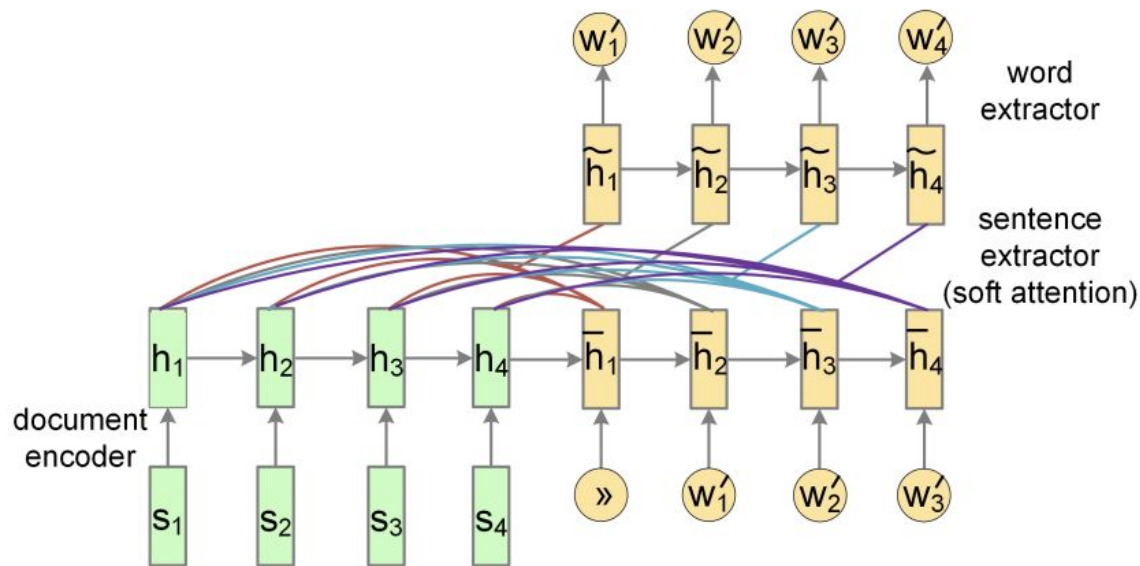 w′₁ w′₂ w′₃ w′₄
word
extractor
h̃₁ h̃₂ h̃₃ h̃₄
sentence
extractor
(soft attention)
h₁ h₂ h₃ h₄ h̄₁ h̄₂ h̄₃ h̄₄
document
encoder
s₁ s₂ s₃ s₄ » w′₁ w′₂ w′₃